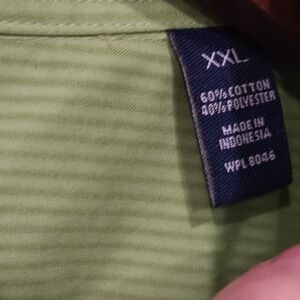 XXL
60% COTTON
40% POLYESTER
MADE IN
INDONESIA
WPL 8046